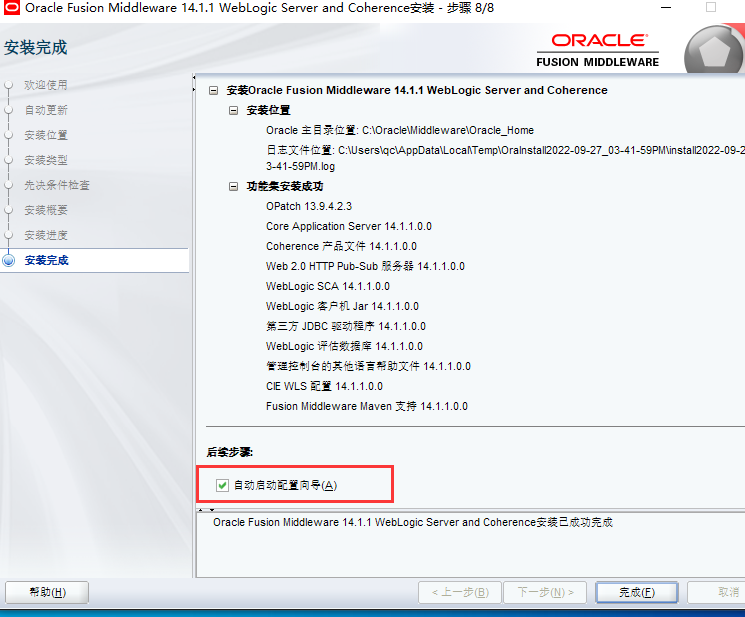 Oracle Fusion Middleware 14.1.1 WebLogic Server and Coherence安装 - 步骤 8/8
安装完成
ORACLE
FUSION MIDDLEWARE
欢迎使用
自动更新
安装位置
安装类型
先决条件检查
安装概要
安装进度
安装完成
安装Oracle Fusion Middleware 14.1.1 WebLogic Server and Coherence
安装位置
Oracle 主目录位置: C:\Oracle\Middleware\Oracle_Home
日志文件位置: C:\Users\qc\AppData\Local\Temp\OraInstall2022-09-27_03-41-59PM\install2022-09-2
3-41-59PM.log
功能集安装成功
OPatch 13.9.4.2.3
Core Application Server 14.1.1.0.0
Coherence 产品文件 14.1.1.0.0
Web 2.0 HTTP Pub-Sub 服务器 14.1.1.0.0
WebLogic SCA 14.1.1.0.0
WebLogic 客户机 Jar 14.1.1.0.0
第三方 JDBC 驱动程序 14.1.1.0.0
WebLogic 评估数据库 14.1.1.0.0
管理控制台的其他语言帮助文件 14.1.1.0.0
CIE WLS 配置 14.1.1.0.0
Fusion Middleware Maven 支持 14.1.1.0.0
后续步骤:
自动启动配置向导(A)
Oracle Fusion Middleware 14.1.1 WebLogic Server and Coherence安装已成功完成
帮助(H)
< 上一步(B)
下一步(N) >
完成(F)
取消